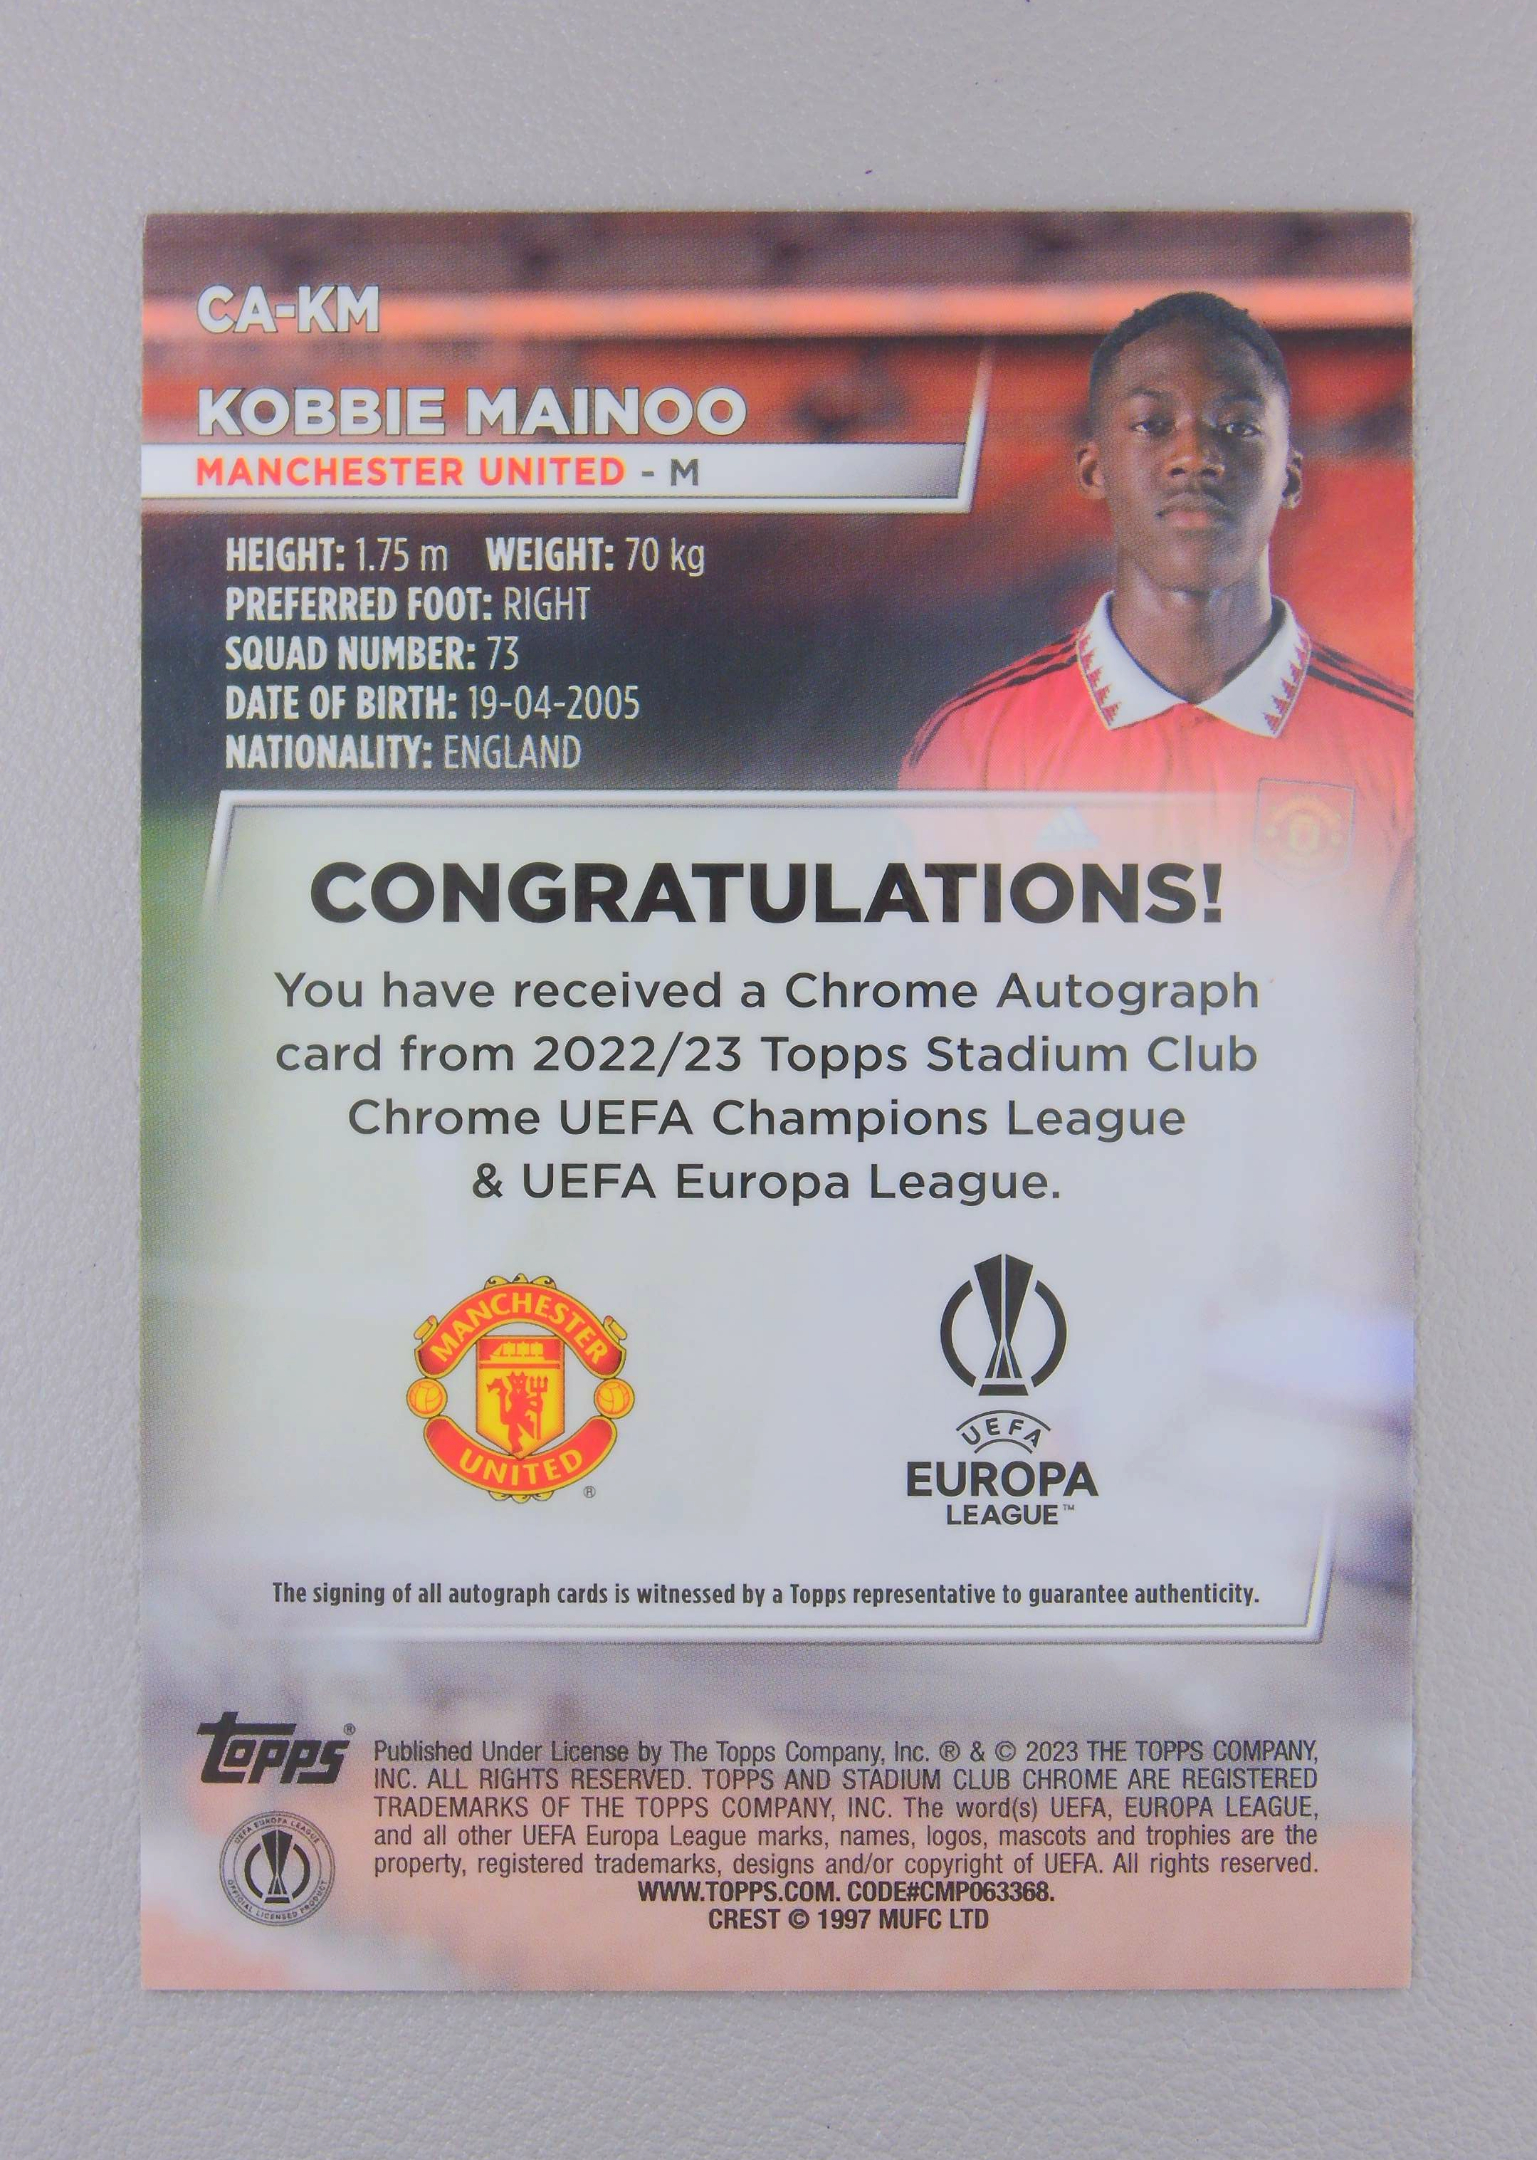 CA-KM
KOBBIE MAINOO
MANCHESTER UNITED - M
HEIGHT: 1.75 m WEIGHT: 70 kg
PREFERRED FOOT: RIGHT
SQUAD NUMBER: 73
DATE OF BIRTH: 19-04-2005
NATIONALITY: ENGLAND
CONGRATULATIONS!
You have received a Chrome Autograph
card from 2022/23 Topps Stadium Club
Chrome UEFA Champions League
& UEFA Europa League.
MANCHESTER
UNITED
®
UEFA
EUROPA
LEAGUE™
The signing of all autograph cards is witnessed by a Topps representative to guarantee authenticity.
topps®
Published Under License by The Topps Company, Inc. ® & © 2023 THE TOPPS COMPANY,
INC. ALL RIGHTS RESERVED. TOPPS AND STADIUM CLUB CHROME ARE REGISTERED
TRADEMARKS OF THE TOPPS COMPANY, INC. The word(s) UEFA, EUROPA LEAGUE,
and all other UEFA Europa League marks, names, logos, mascots and trophies are the
property, registered trademarks, designs and/or copyright of UEFA. All rights reserved.
WWW.TOPPS.COM. CODE#CMP063368.
CREST © 1997 MUFC LTD
UEFA EUROPA LEAGUE
OFFICIAL LICENSED PRODUCT